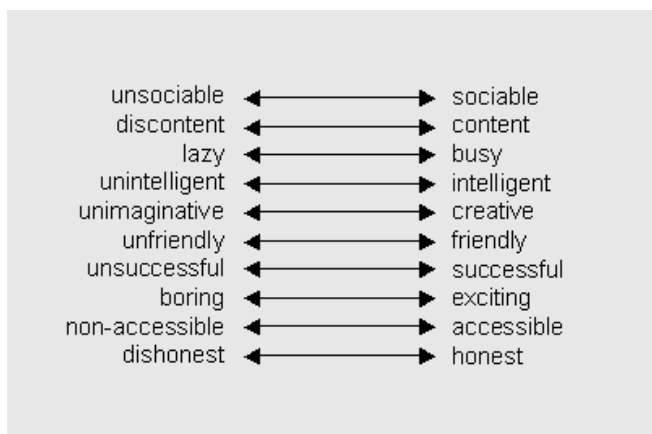 unsociable sociable
discontent content
lazy busy
unintelligent intelligent
unimaginative creative
unfriendly friendly
unsuccessful successful
boring exciting
non-accessible accessible
dishonest honest